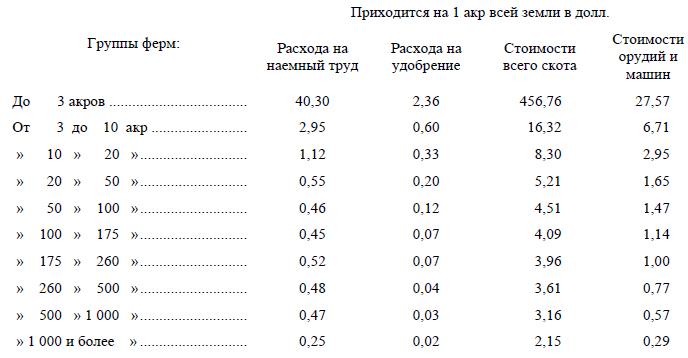 Приходится на 1 акр всей земли в долл.
Группы ферм: Расхода на наемный труд Расхода на удобрение Стоимости всего скота Стоимости орудий и машин
До 3 акров .................................. 40,30 2,36 456,76 27,57
От 3 до 10 акр ........................ 2,95 0,60 16,32 6,71
» 10 » 20 » ........................... 1,12 0,33 8,30 2,95
» 20 » 50 » ........................... 0,55 0,20 5,21 1,65
» 50 » 100 » ........................... 0,46 0,12 4,51 1,47
» 100 » 175 » ........................... 0,45 0,07 4,09 1,14
» 175 » 260 » ........................... 0,52 0,07 3,96 1,00
» 260 » 500 » ........................... 0,48 0,04 3,61 0,77
» 500 » 1 000 » ........................... 0,47 0,03 3,16 0,57
» 1 000 и более » ........................... 0,25 0,02 2,15 0,29